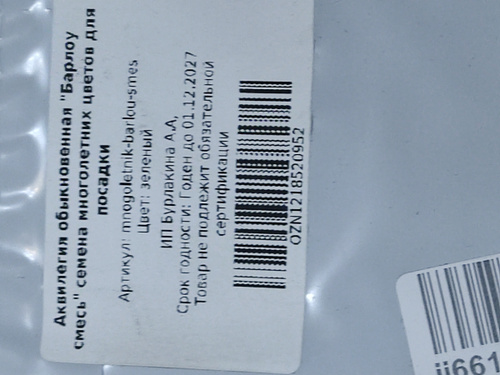 Аквилегия обыкновенная "Барлоу
смесь" семена многолетних цветов для
посадки
Артикул: mnogoletnik-barlou-smes
Цвет: зеленый
ИП Бурлакина А.А,
Срок годности: Годен до 01.12.2027
Товар не подлежит обязательной
сертификации
OZN1218520952
ii661